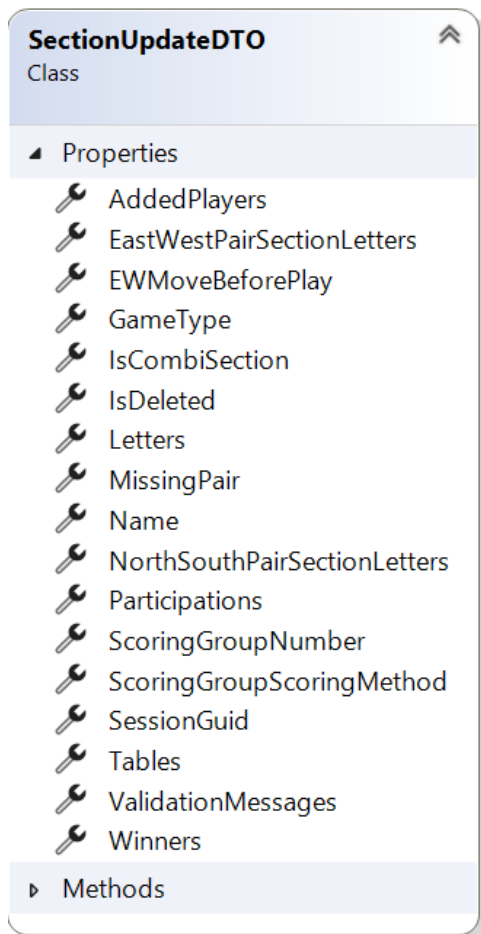 SectionUpdateDTO
Class
Properties
AddedPlayers
EastWestPairSectionLetters
EWMoveBeforePlay
GameType
IsCombiSection
IsDeleted
Letters
MissingPair
Name
NorthSouthPairSectionLetters
Participations
ScoringGroupNumber
ScoringGroupScoringMethod
SessionGuid
Tables
ValidationMessages
Winners
Methods